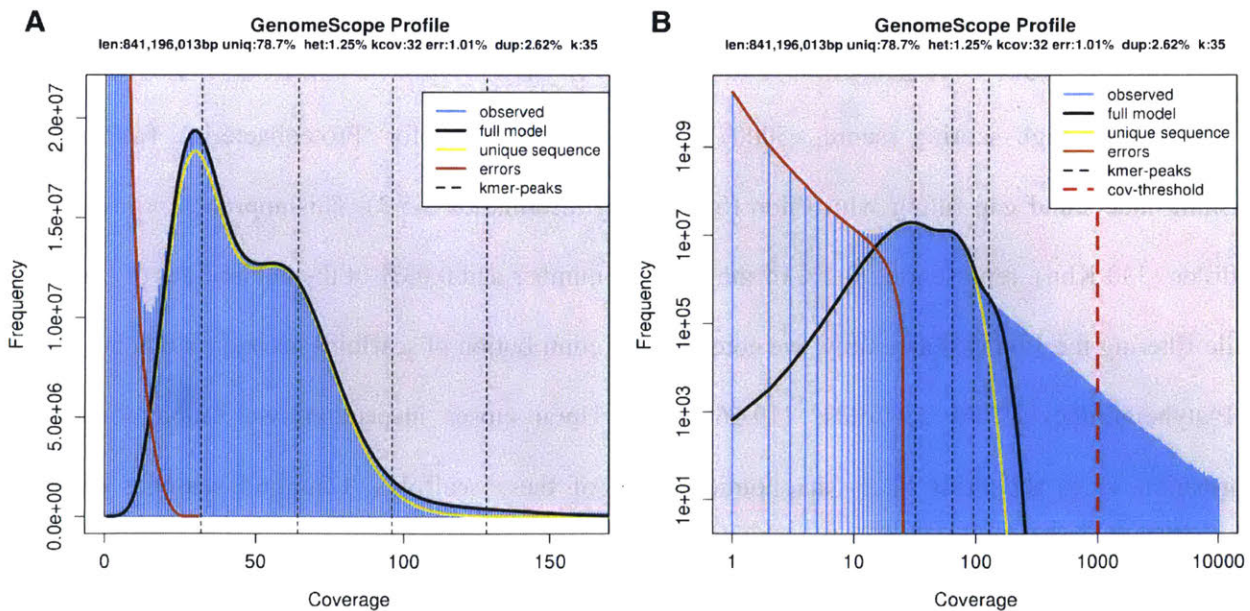 A
GenomeScope Profile
len:841,196,013bp uniq:78.7% het:1.25% kcov:32 err:1.01% dup:2.62% k:35
Frequency
0.0e+00 5.0e+06 1.0e+07 1.5e+07 2.0e+07
observed
full model
unique sequence
errors
kmer-peaks
0 50 100 150
Coverage
B
GenomeScope Profile
len:841,196,013bp uniq:78.7% het:1.25% kcov:32 err:1.01% dup:2.62% k:35
Frequency
1e+01 1e+03 1e+05 1e+07 1e+09
observed
full model
unique sequence
errors
kmer-peaks
cov-threshold
1 10 100 1000 10000
Coverage